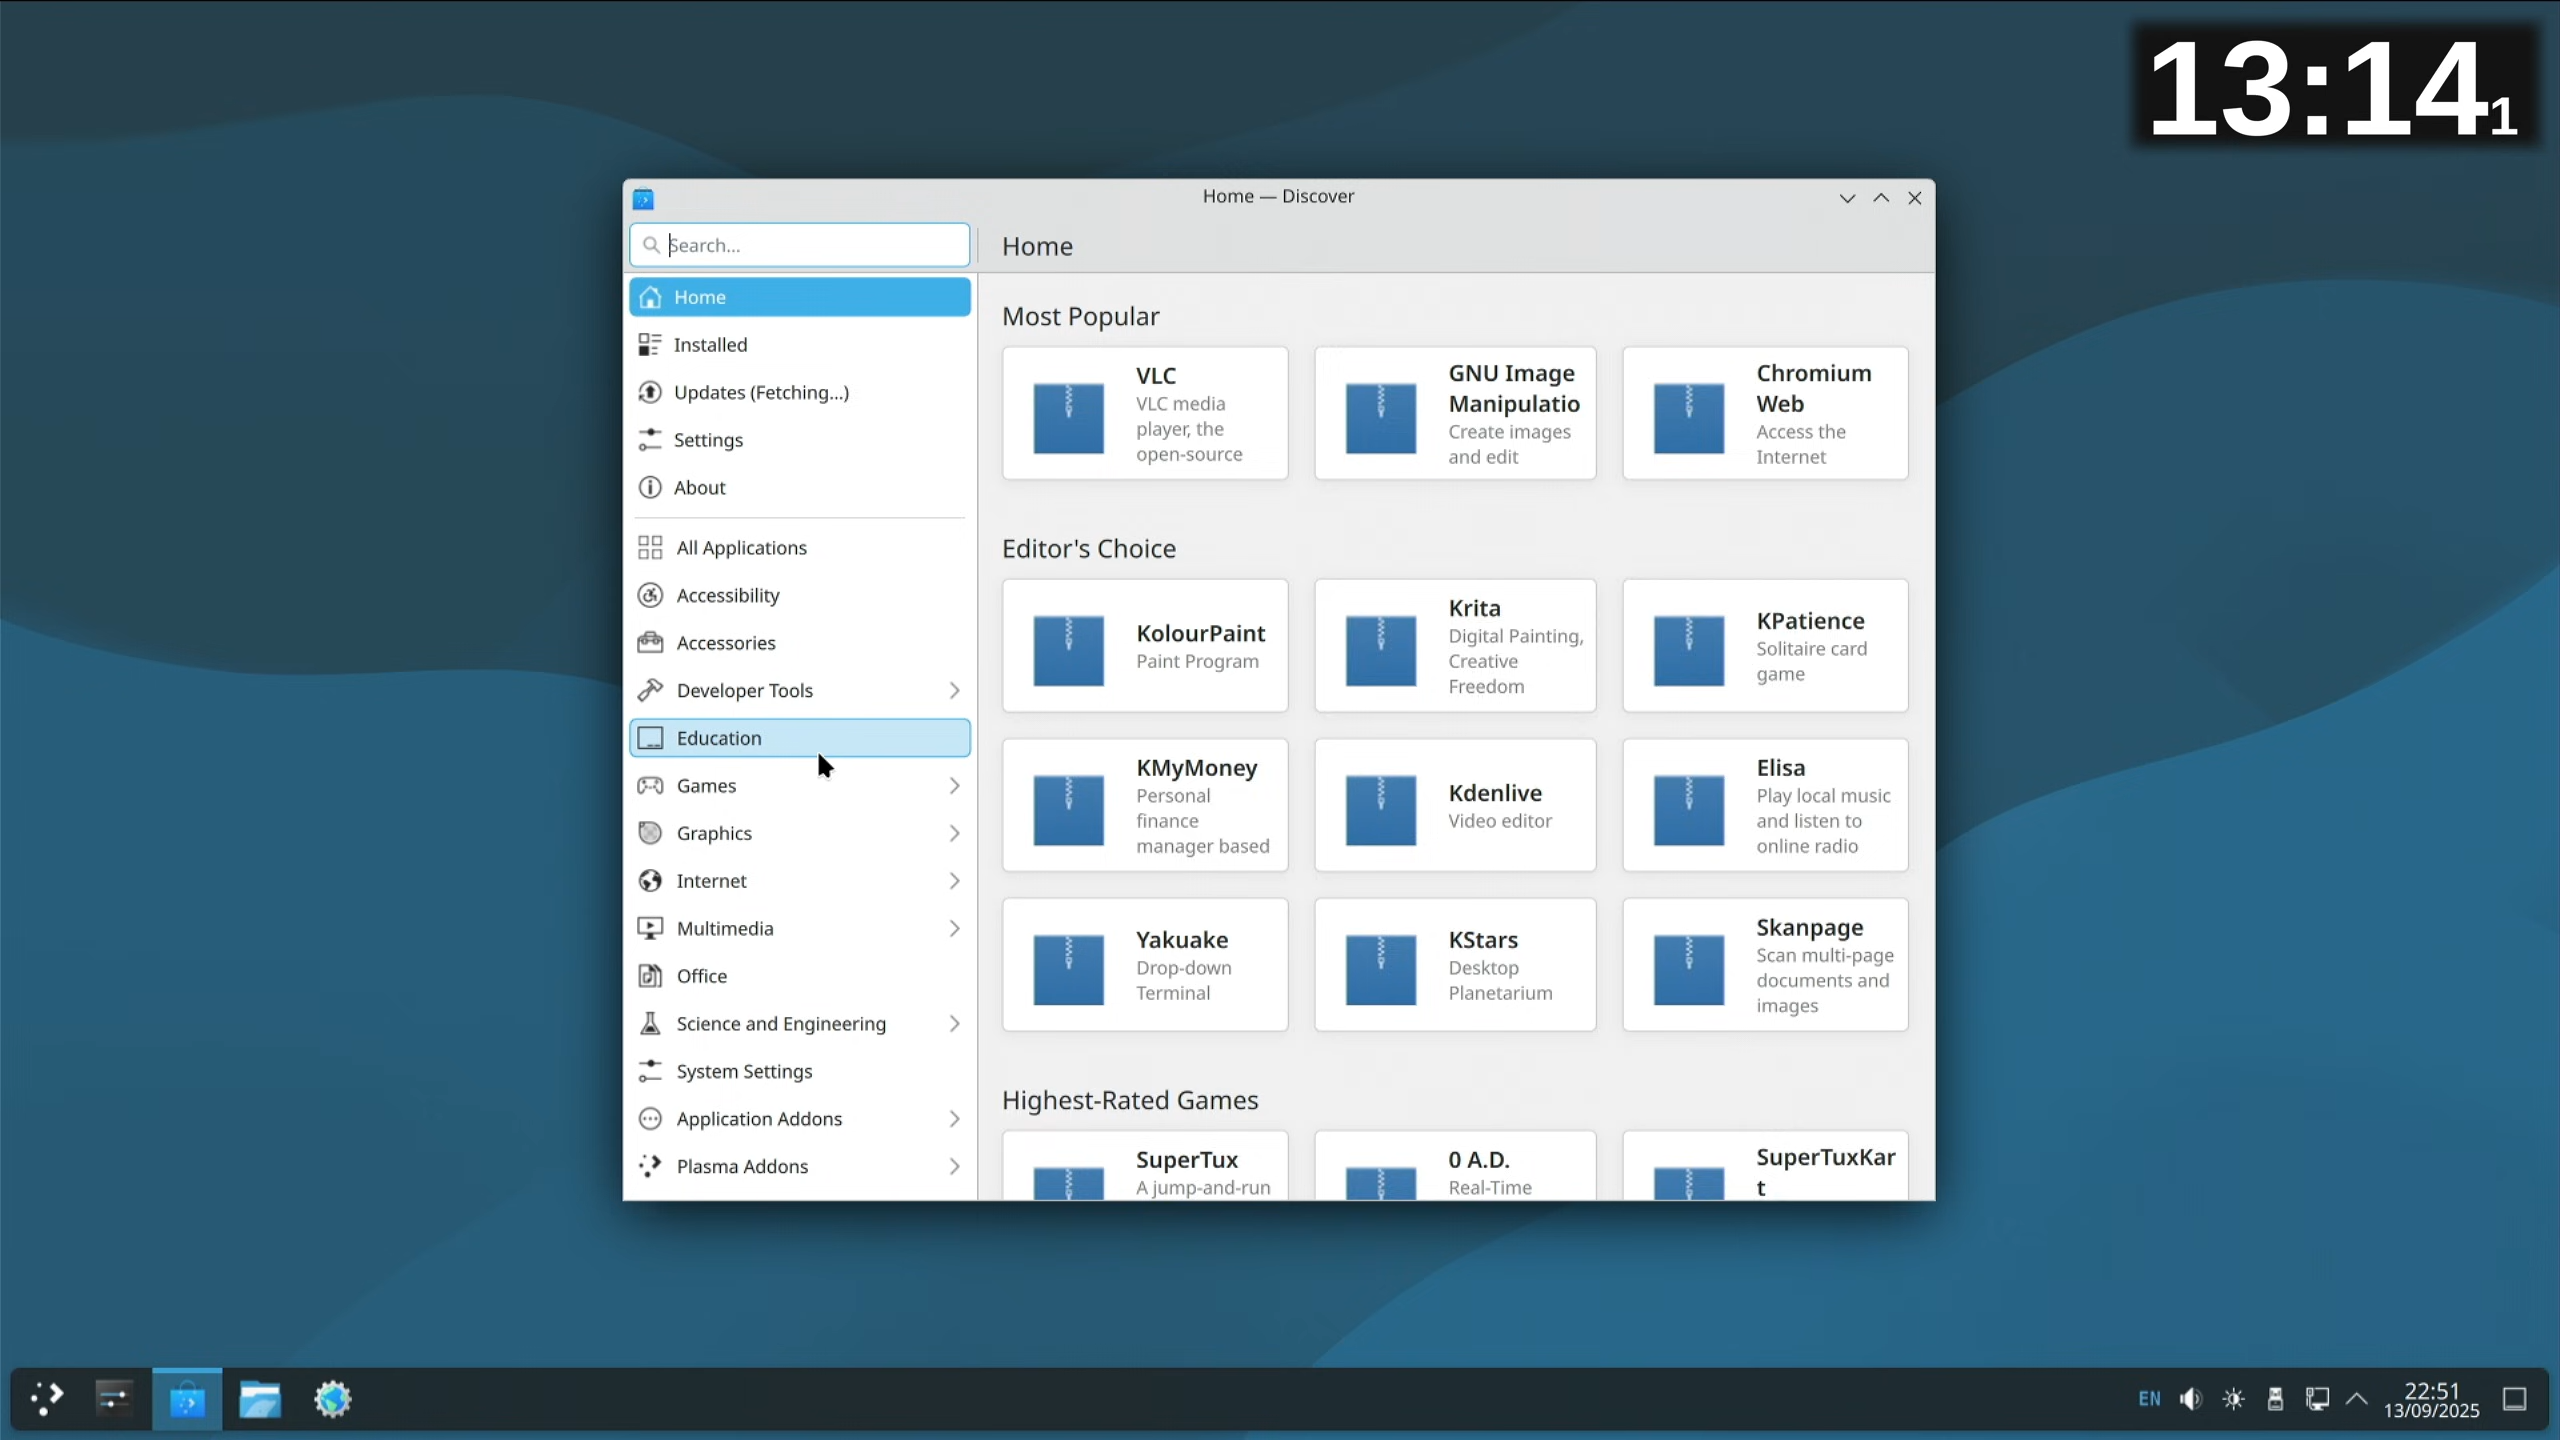 13:14 1
Home — Discover
Search...
Home
Home
Installed
Updates (Fetching...)
Settings
About
All Applications
Accessibility
Accessories
Developer Tools
Education
Games
Graphics
Internet
Multimedia
Office
Science and Engineering
System Settings
Application Addons
Plasma Addons
Most Popular
VLC
VLC media
player, the
open-source
GNU Image
Manipulatio
Create images
and edit
Chromium
Web
Access the
Internet
Editor's Choice
KolourPaint
Paint Program
Krita
Digital Painting,
Creative
Freedom
KPatience
Solitaire card
game
KMyMoney
Personal
finance
manager based
Kdenlive
Video editor
Elisa
Play local music
and listen to
online radio
Yakuake
Drop-down
Terminal
KStars
Desktop
Planetarium
Skanpage
Scan multi-page
documents and
images
Highest-Rated Games
SuperTux
A jump-and-run
0 A.D.
Real-Time
SuperTuxKar
t
EN
22:51
13/09/2025